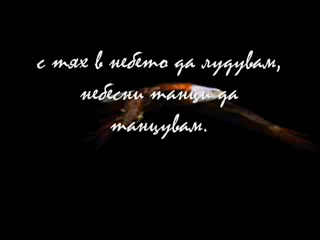 с тях в небето да лудувам,
небесни танци да
танцувам.